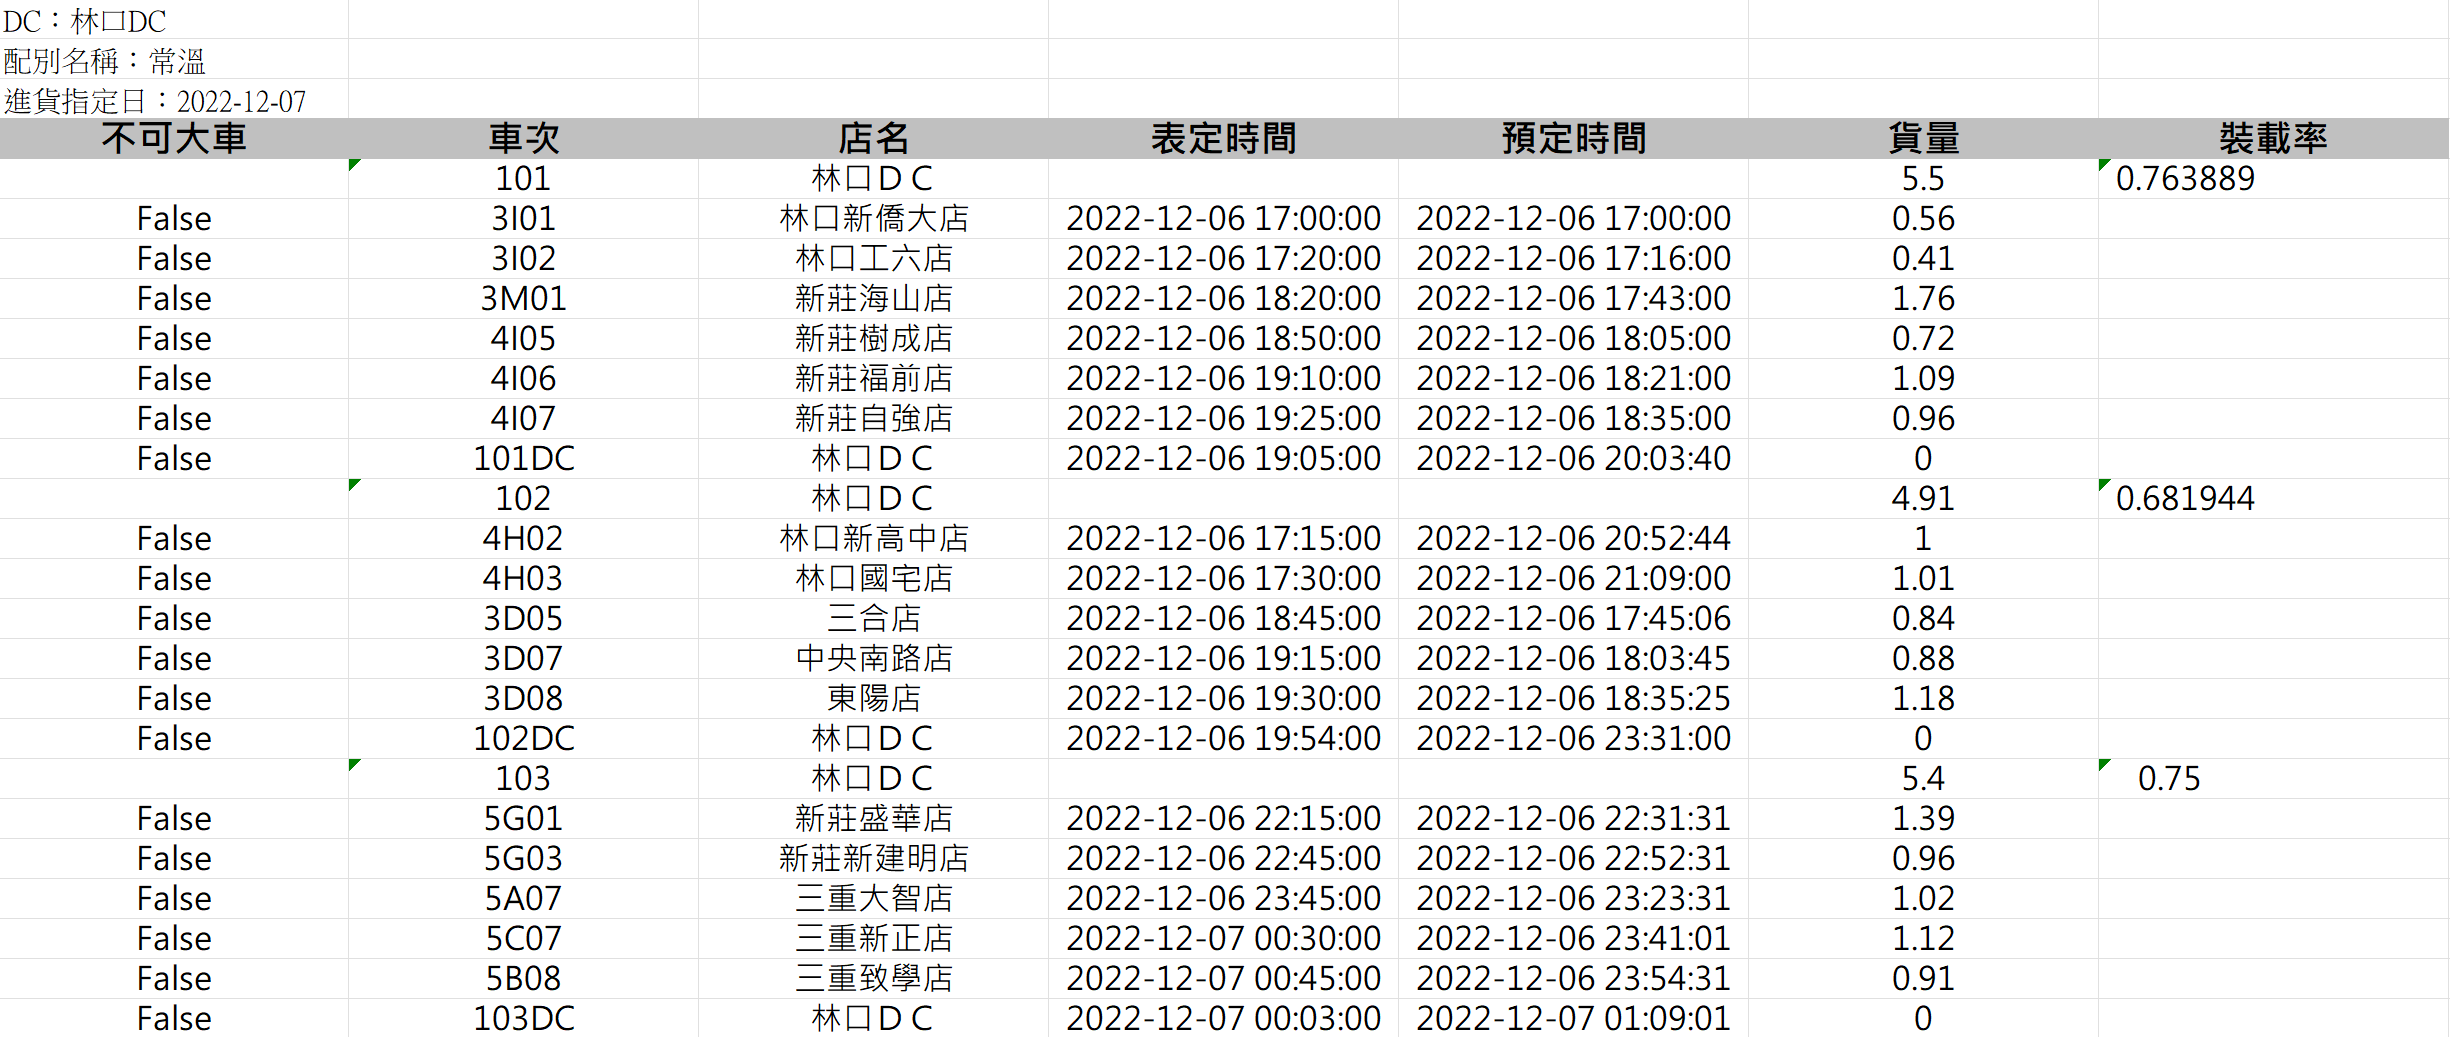 DC：林口DC
配別名稱：常溫
進貨指定日：2022-12-07
不可大車 車次 店名 表定時間 預定時間 貨量 裝載率
101 林口ＤＣ 5.5 0.763889
False 3I01 林口新僑大店 2022-12-06 17:00:00 2022-12-06 17:00:00 0.56
False 3I02 林口工六店 2022-12-06 17:20:00 2022-12-06 17:16:00 0.41
False 3M01 新莊海山店 2022-12-06 18:20:00 2022-12-06 17:43:00 1.76
False 4I05 新莊樹成店 2022-12-06 18:50:00 2022-12-06 18:05:00 0.72
False 4I06 新莊福前店 2022-12-06 19:10:00 2022-12-06 18:21:00 1.09
False 4I07 新莊自強店 2022-12-06 19:25:00 2022-12-06 18:35:00 0.96
False 101DC 林口ＤＣ 2022-12-06 19:05:00 2022-12-06 20:03:40 0
102 林口ＤＣ 4.91 0.681944
False 4H02 林口新高中店 2022-12-06 17:15:00 2022-12-06 20:52:44 1
False 4H03 林口國宅店 2022-12-06 17:30:00 2022-12-06 21:09:00 1.01
False 3D05 三合店 2022-12-06 18:45:00 2022-12-06 17:45:06 0.84
False 3D07 中央南路店 2022-12-06 19:15:00 2022-12-06 18:03:45 0.88
False 3D08 東陽店 2022-12-06 19:30:00 2022-12-06 18:35:25 1.18
False 102DC 林口ＤＣ 2022-12-06 19:54:00 2022-12-06 23:31:00 0
103 林口ＤＣ 5.4 0.75
False 5G01 新莊盛華店 2022-12-06 22:15:00 2022-12-06 22:31:31 1.39
False 5G03 新莊新建明店 2022-12-06 22:45:00 2022-12-06 22:52:31 0.96
False 5A07 三重大智店 2022-12-06 23:45:00 2022-12-06 23:23:31 1.02
False 5C07 三重新正店 2022-12-07 00:30:00 2022-12-06 23:41:01 1.12
False 5B08 三重致學店 2022-12-07 00:45:00 2022-12-06 23:54:31 0.91
False 103DC 林口ＤＣ 2022-12-07 00:03:00 2022-12-07 01:09:01 0